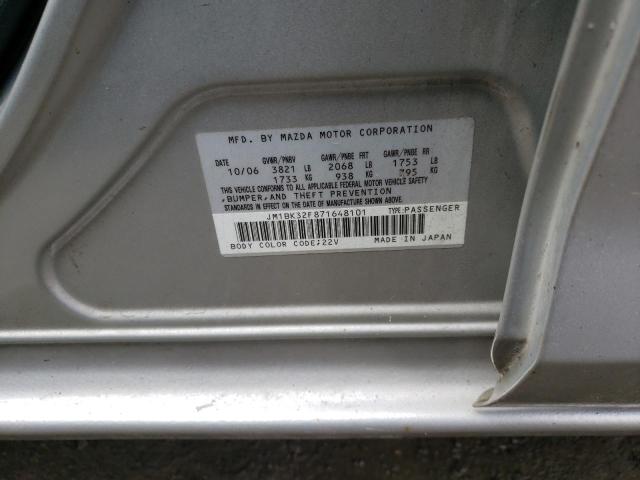 MFD. BY MAZDA MOTOR CORPORATION
DATE GVWR/PNBV GAWR/PNBE FRT GAWR/PNBE RR
10/06 3821 LB 2068 LB 1753 LB
1733 KG 938 KG 795 KG
THIS VEHICLE CONFORMS TO ALL APPLICABLE FEDERAL MOTOR VEHICLE SAFETY
,BUMPER,AND THEFT PREVENTION
STANDARDS IN EFFECT ON THE DATE OF MANUFACTURE SHOWN ABOVE.
JM1BK32F871648101 TYPE:PASSENGER
BODY COLOR CODE:22V MADE IN JAPAN